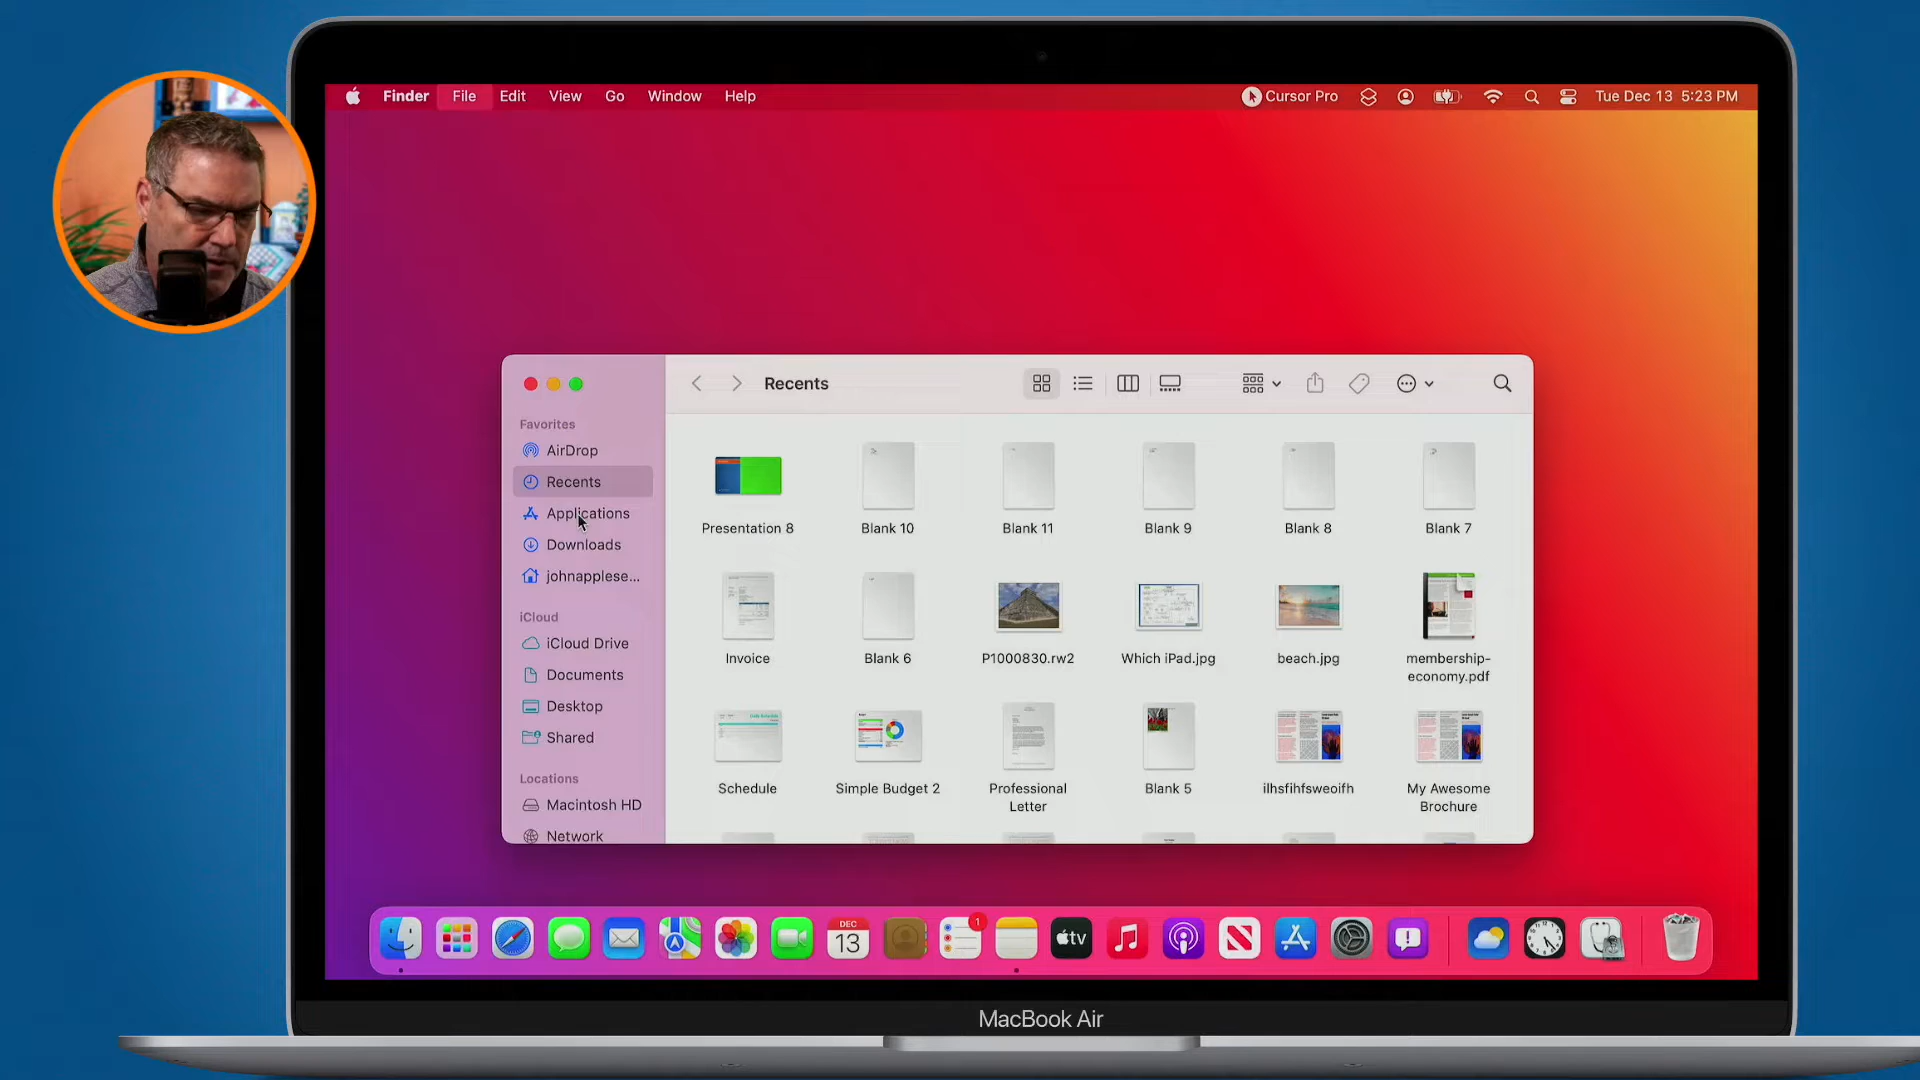 Finder File Edit View Go Window Help
Cursor Pro Tue Dec 13 5:23 PM
Recents
Favorites
AirDrop
Recents
Applications
Downloads
johnapplese...
iCloud
iCloud Drive
Documents
Desktop
Shared
Locations
Macintosh HD
Network
Presentation 8
Blank 10
Blank 11
Blank 9
Blank 8
Blank 7
Invoice
Blank 6
P1000830.rw2
Which iPad.jpg
beach.jpg
membership-
economy.pdf
Schedule
Simple Budget 2
Professional
Letter
Blank 5
ilhsfihfsweoifh
My Awesome
Brochure
DEC
13
1
tv
MacBook Air